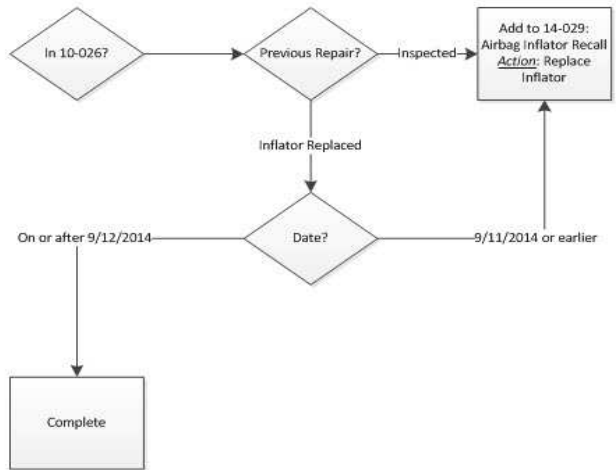 In 10-026?
Previous Repair?
Inspected
Add to 14-029:
Airbag Inflator Recall
Action: Replace
Inflator
Inflator Replaced
On or after 9/12/2014
Date?
9/11/2014 or earlier
Complete